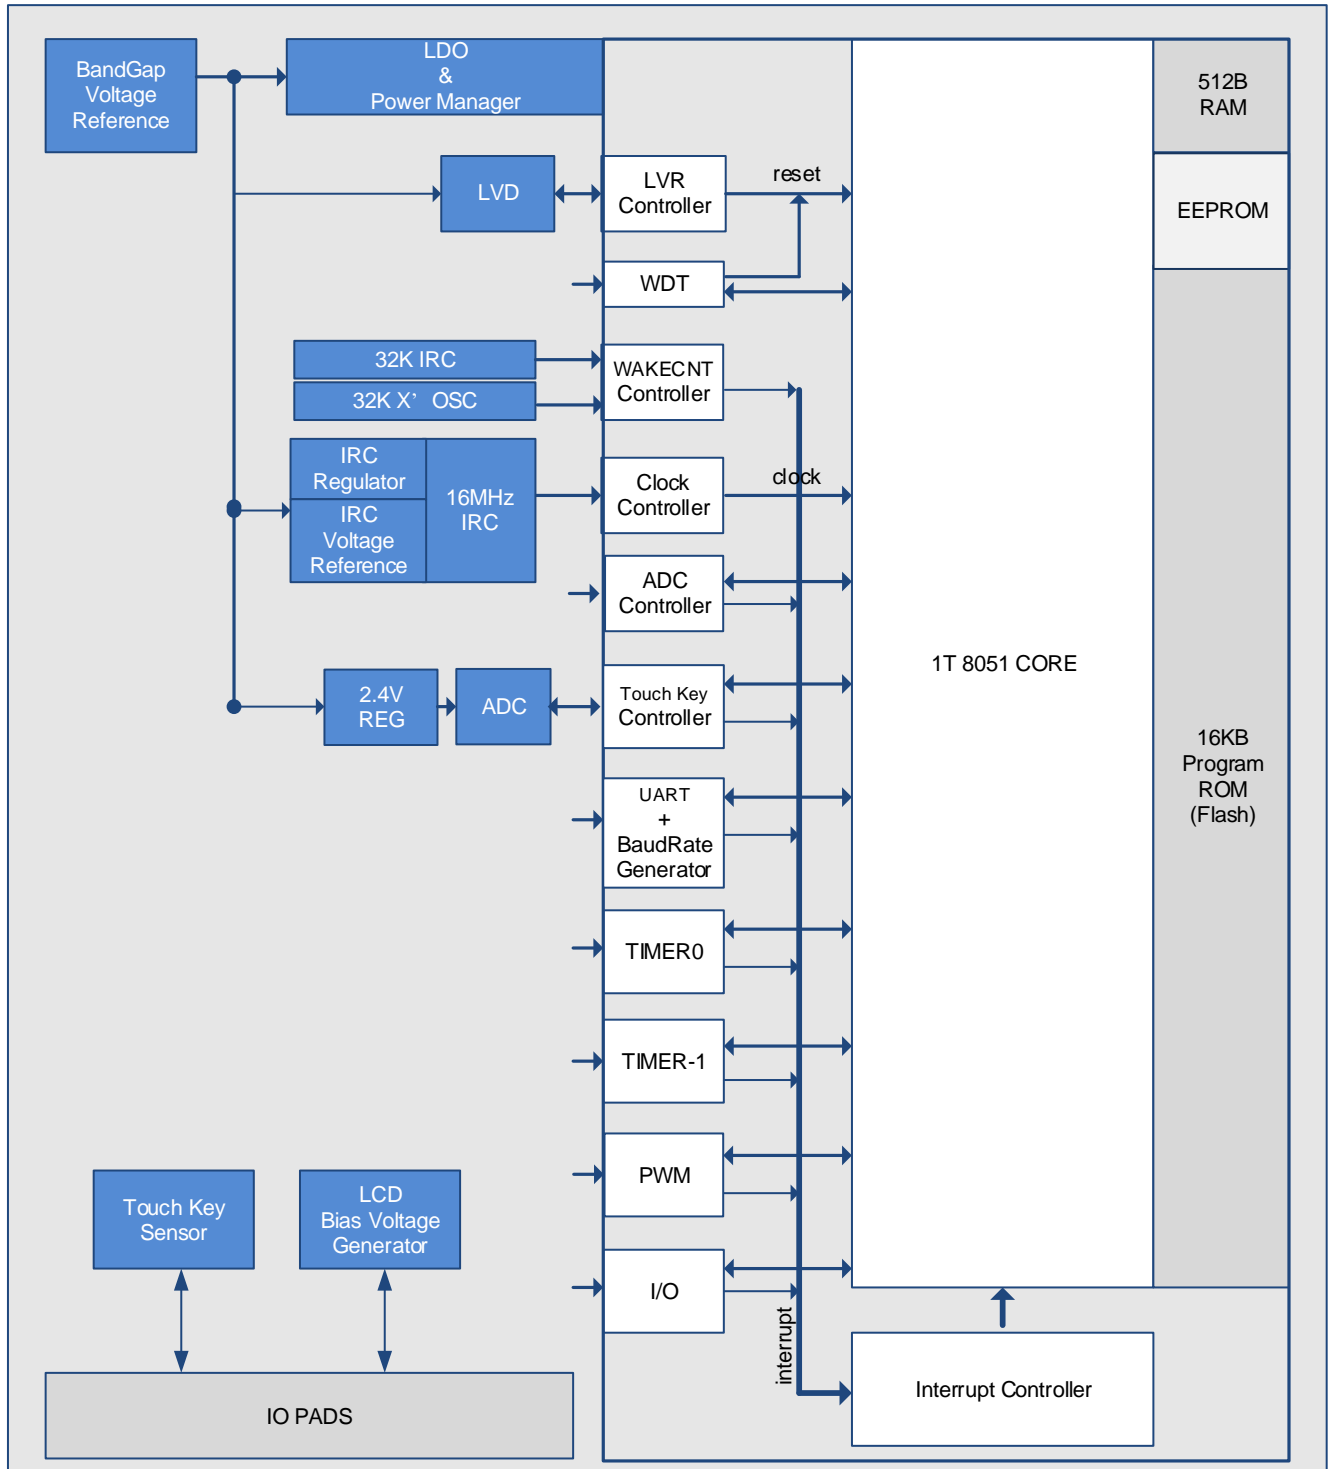 BandGap
Voltage
Reference
LDO
&
Power Manager
512B
RAM
LVD
LVR
Controller
reset
EEPROM
WDT
32K IRC
32K X’ OSC
WAKECNT
Controller
IRC
Regulator
IRC
Voltage
Reference
16MHz
IRC
Clock
Controller
clock
ADC
Controller
1T 8051 CORE
2.4V
REG
ADC
Touch Key
Controller
16KB
Program
ROM
(Flash)
UART
+
BaudRate
Generator
TIMER0
TIMER-1
PWM
Touch Key
Sensor
LCD
Bias Voltage
Generator
I/O
interrupt
Interrupt Controller
IO PADS